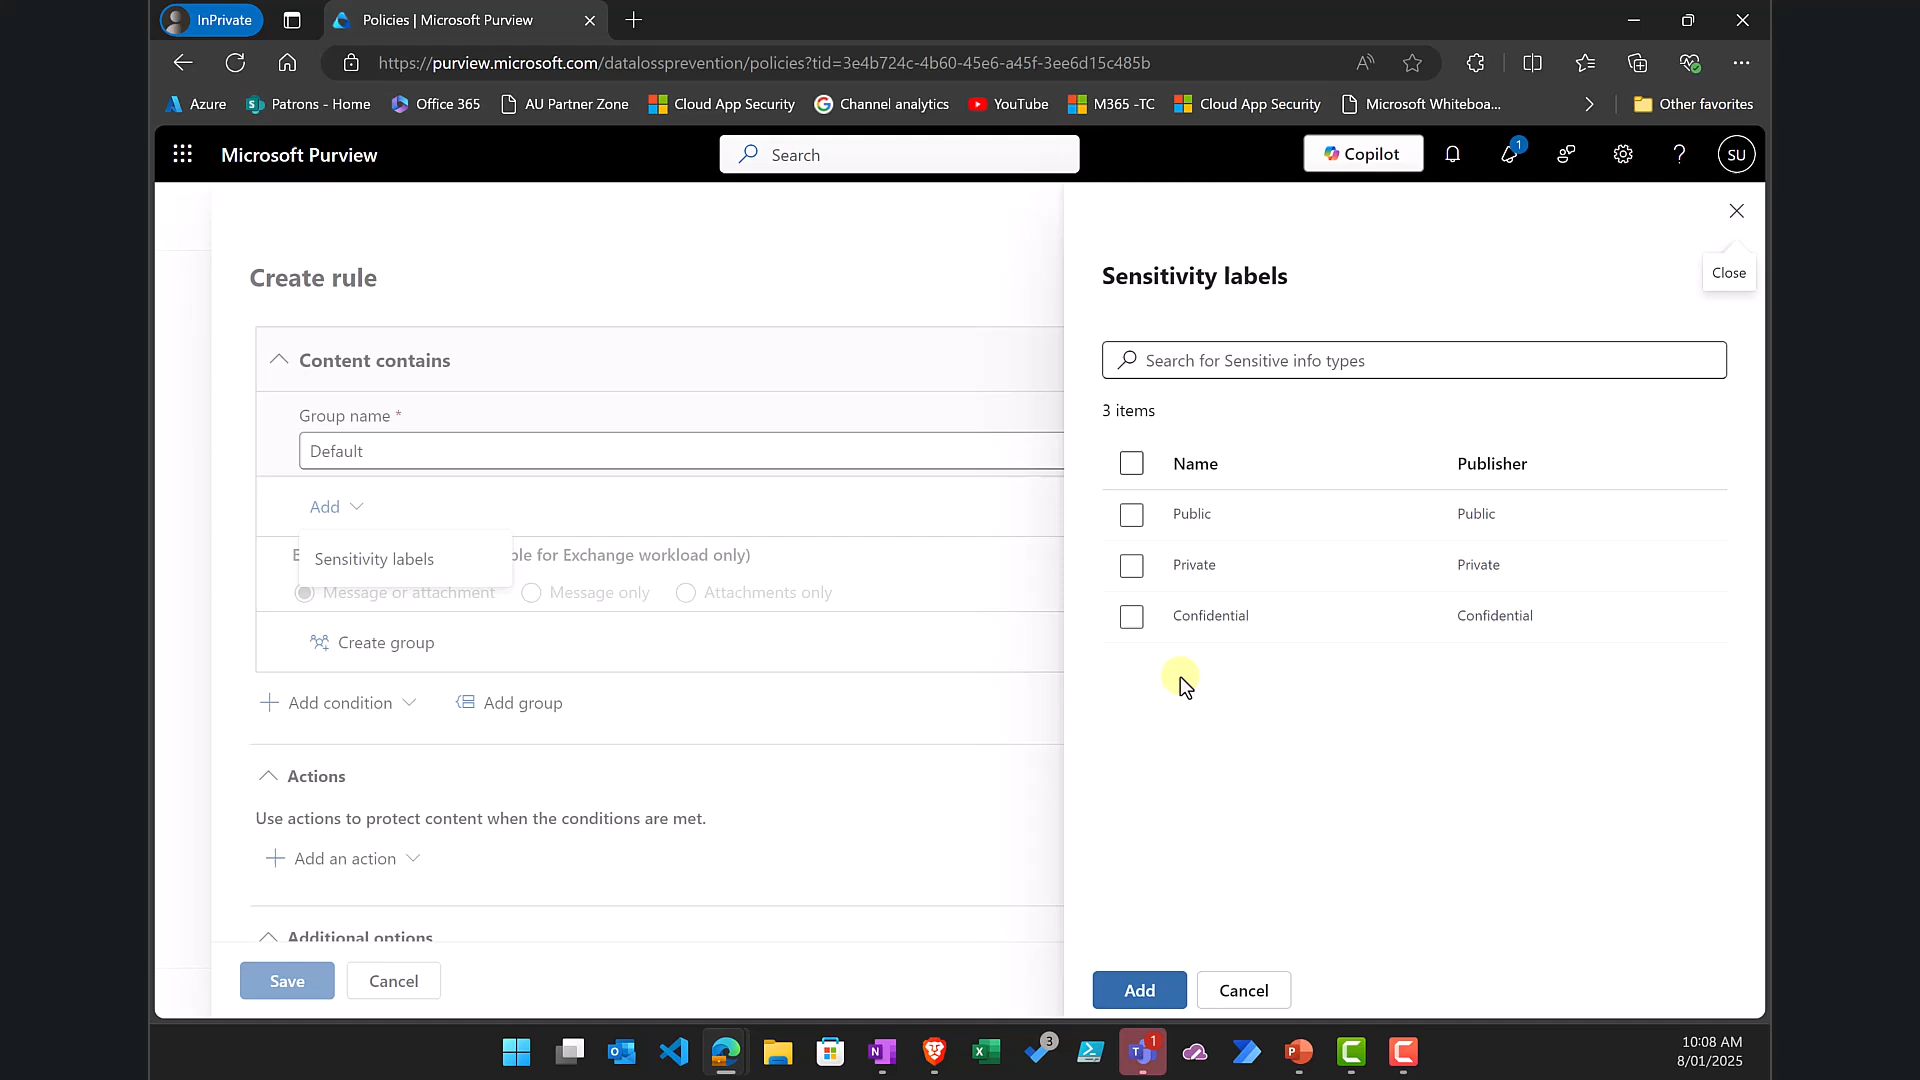 InPrivate
Policies | Microsoft Purview
https://purview.microsoft.com/datalossprevention/policies?tid=3e4b724c-4b60-45e6-a45f-3ee6d15c485b
Azure
Patrons - Home
Office 365
AU Partner Zone
Cloud App Security
Channel analytics
YouTube
M365 -TC
Cloud App Security
Microsoft Whiteboa...
Other favorites
Microsoft Purview
Search
Copilot
1
SU
Create rule
Content contains
Group name *
Default
Add
Sensitivity labels
ble for Exchange workload only)
Message or attachment
Message only
Attachments only
Create group
Add condition
Add group
Actions
Use actions to protect content when the conditions are met.
Add an action
Additional options
Save
Cancel
Close
Sensitivity labels
Search for Sensitive info types
3 items
Name Publisher
Public Public
Private Private
Confidential Confidential
Add
Cancel
3
1
10:08 AM
8/01/2025